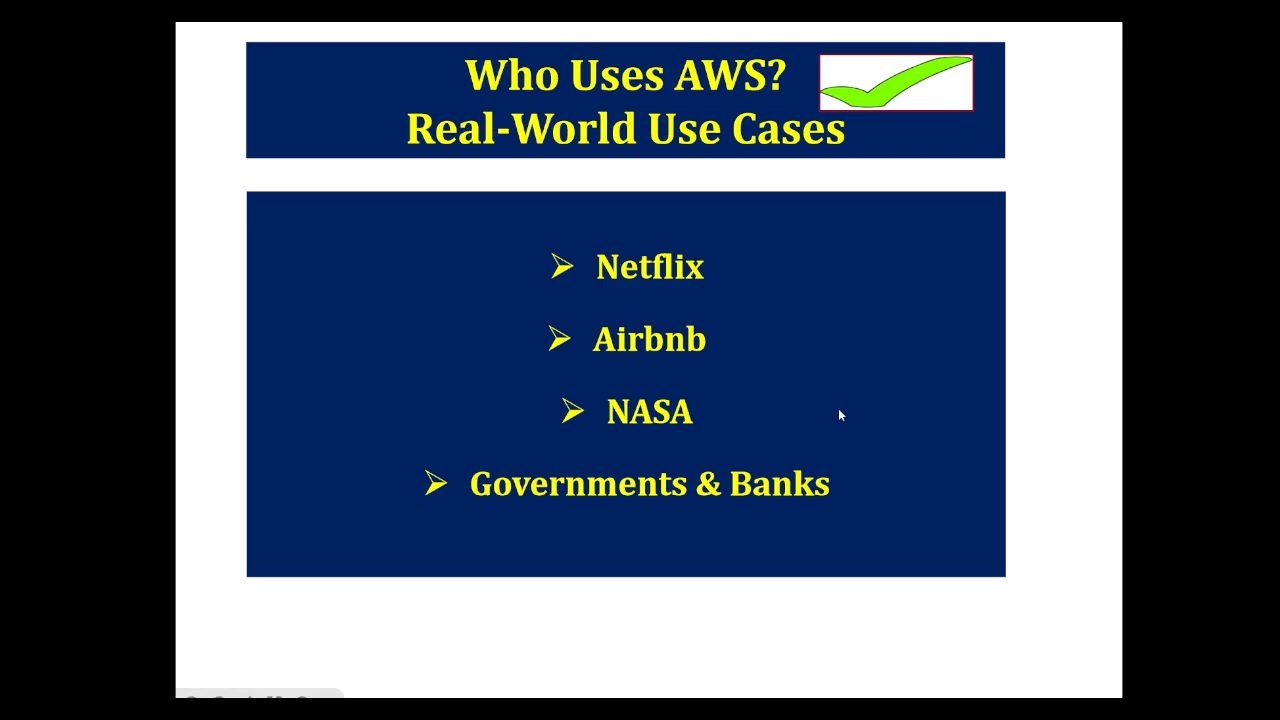 Who Uses AWS?
Real-World Use Cases
➢ Netflix
➢ Airbnb
➢ NASA
➢ Governments & Banks